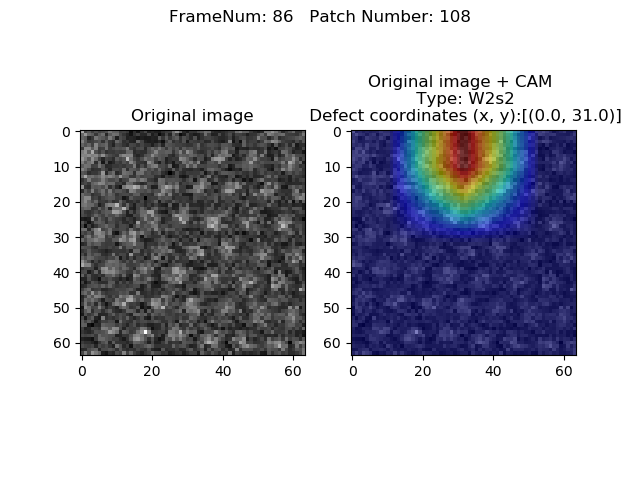 FrameNum: 86   Patch Number: 108
Original image
Original image + CAM
Type: W2s2
Defect coordinates (x, y):[(0.0, 31.0)]
0
10
20
30
40
50
60
0 20 40 60
0
10
20
30
40
50
60
0 20 40 60